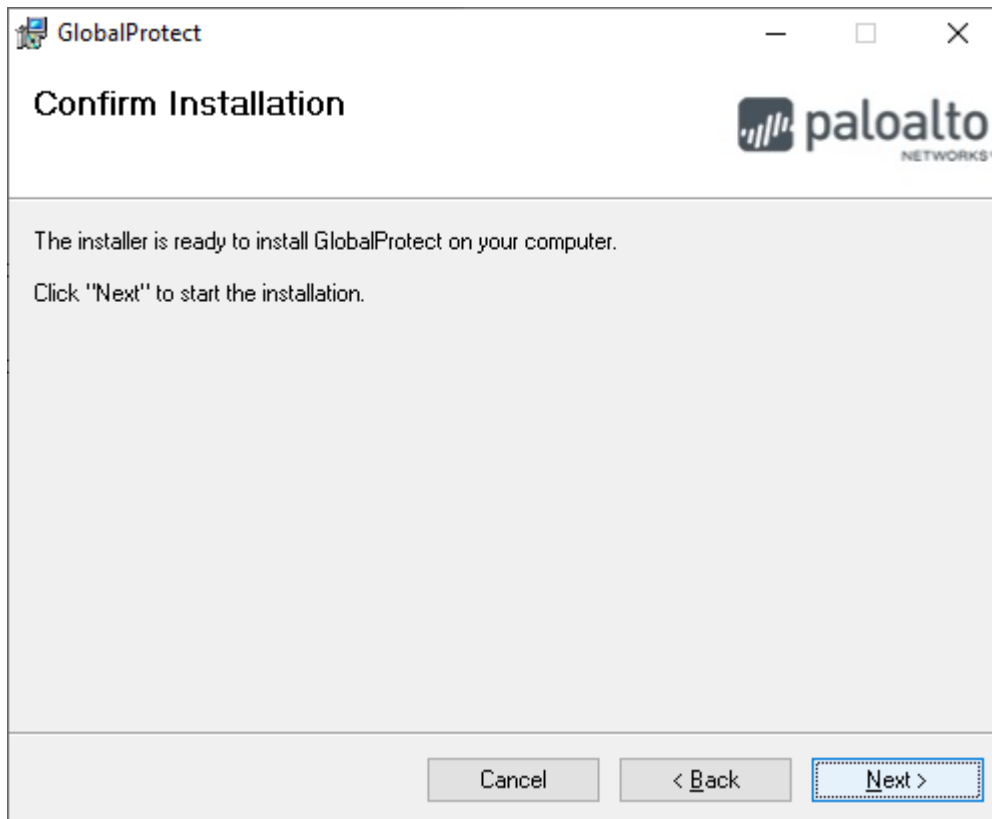 GlobalProtect
Confirm Installation
paloalto
NETWORKS
The installer is ready to install GlobalProtect on your computer.
Click "Next" to start the installation.
Cancel
< Back
Next >